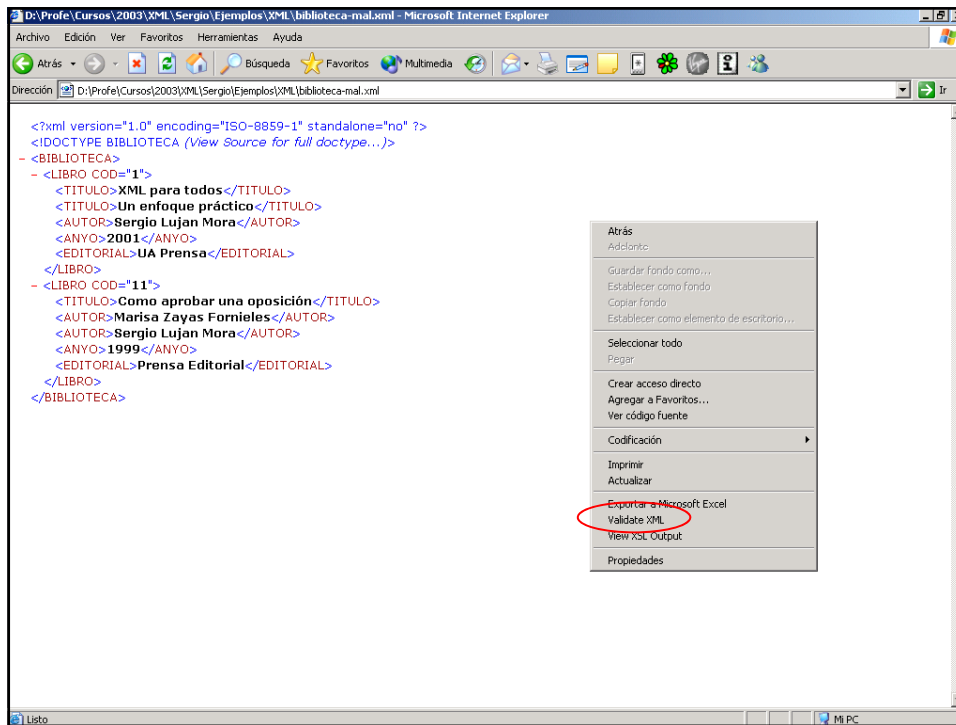 D:\Profe\Cursos\2003\XML\Sergio\Ejemplos\XML\biblioteca-mal.xml - Microsoft Internet Explorer
Archivo Edición Ver Favoritos Herramientas Ayuda
Atrás Búsqueda Favoritos Multimedia
Dirección D:\Profe\Cursos\2003\XML\Sergio\Ejemplos\XML\biblioteca-mal.xml Ir
<?xml version="1.0" encoding="ISO-8859-1" standalone="no" ?>
<!DOCTYPE BIBLIOTECA (View Source for full doctype...)>
- <BIBLIOTECA>
- <LIBRO COD="1">
<TITULO>XML para todos</TITULO>
<TITULO>Un enfoque práctico</TITULO>
<AUTOR>Sergio Lujan Mora</AUTOR>
<ANYO>2001</ANYO>
<EDITORIAL>UA Prensa</EDITORIAL>
</LIBRO>
- <LIBRO COD="11">
<TITULO>Como aprobar una oposición</TITULO>
<AUTOR>Marisa Zayas Fornieles</AUTOR>
<AUTOR>Sergio Lujan Mora</AUTOR>
<ANYO>1999</ANYO>
<EDITORIAL>Prensa Editorial</EDITORIAL>
</LIBRO>
</BIBLIOTECA>
Atrás
Adelante
Guardar fondo como...
Establecer como fondo
Copiar fondo
Establecer como elemento de escritorio...
Seleccionar todo
Pegar
Crear acceso directo
Agregar a Favoritos...
Ver código fuente
Codificación
Imprimir
Actualizar
Exportar a Microsoft Excel
Validate XML
View XSL Output
Propiedades
Listo
Mi PC